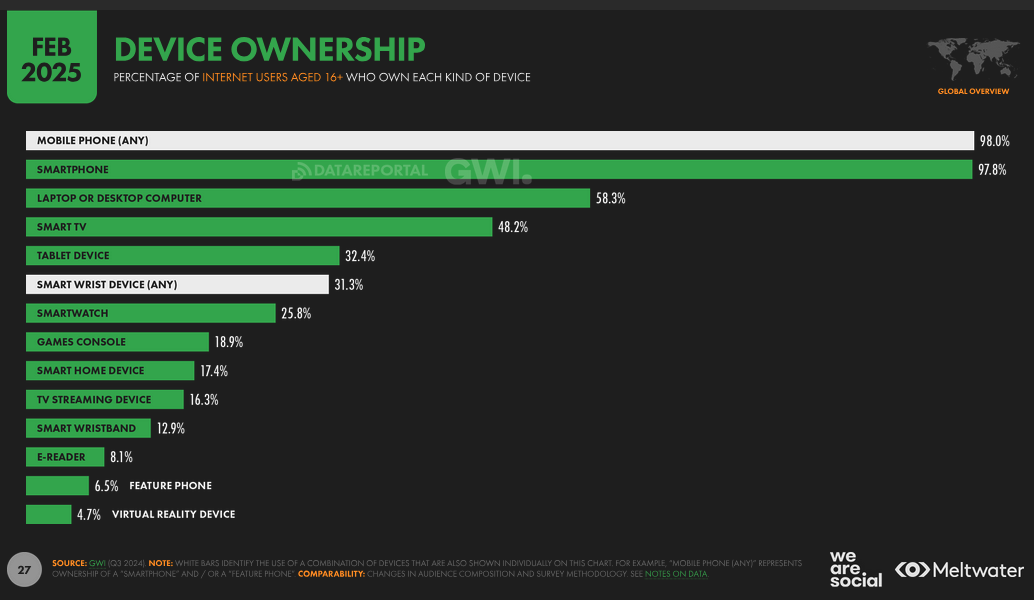 FEB
2025
DEVICE OWNERSHIP
PERCENTAGE OF INTERNET USERS AGED 16+ WHO OWN EACH KIND OF DEVICE
GLOBAL OVERVIEW
MOBILE PHONE (ANY) 98.0%
SMARTPHONE 97.8%
DATAREPORTAL GWI.
LAPTOP OR DESKTOP COMPUTER 58.3%
SMART TV 48.2%
TABLET DEVICE 32.4%
SMART WRIST DEVICE (ANY) 31.3%
SMARTWATCH 25.8%
GAMES CONSOLE 18.9%
SMART HOME DEVICE 17.4%
TV STREAMING DEVICE 16.3%
SMART WRISTBAND 12.9%
E-READER 8.1%
6.5% FEATURE PHONE
4.7% VIRTUAL REALITY DEVICE
27
SOURCE: GWI (Q3 2024). NOTE: WHITE BARS IDENTIFY THE USE OF A COMBINATION OF DEVICES THAT ARE ALSO SHOWN INDIVIDUALLY ON THIS CHART. FOR EXAMPLE, "MOBILE PHONE (ANY)" REPRESENTS
OWNERSHIP OF A "SMARTPHONE" AND / OR A "FEATURE PHONE". COMPARABILITY: CHANGES IN AUDIENCE COMPOSITION AND SURVEY METHODOLOGY. SEE NOTES ON DATA.
we
are
social
Meltwater